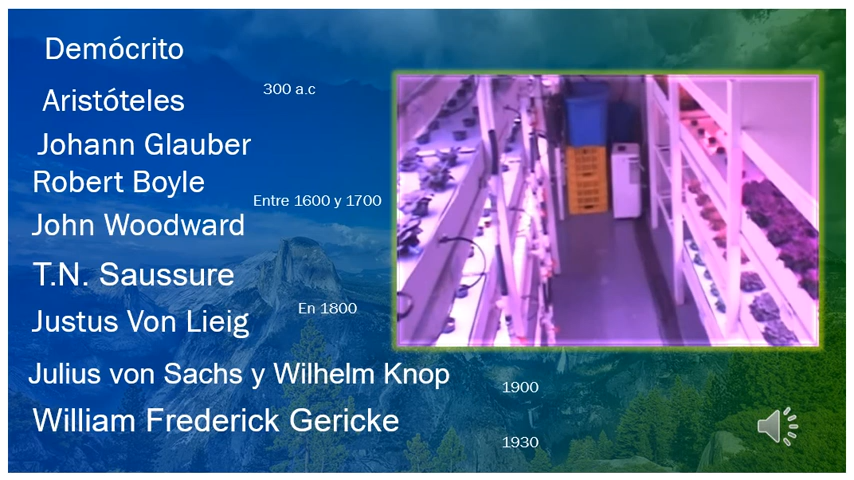 Demócrito
300 a.c
Aristóteles
Johann Glauber
Robert Boyle
Entre 1600 y 1700
John Woodward
T.N. Saussure
En 1800
Justus Von Lieig
Julius von Sachs y Wilhelm Knop
1900
William Frederick Gericke
1930